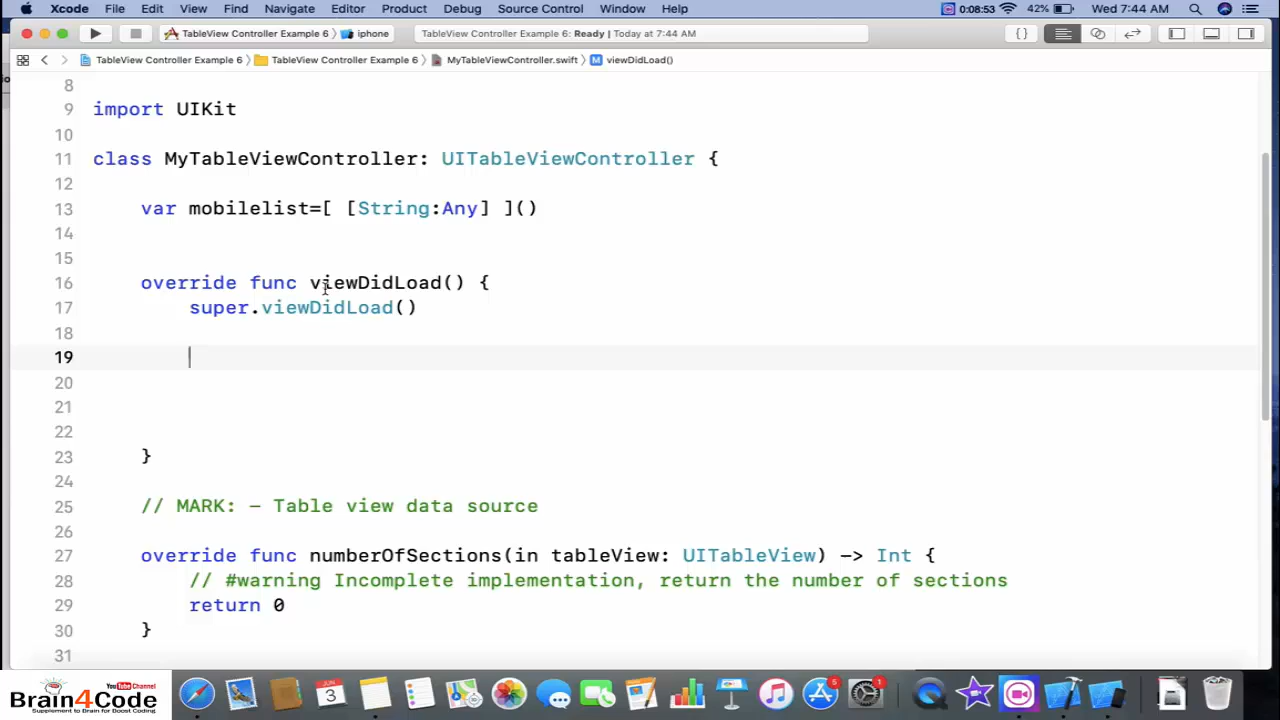 Xcode File Edit View Find Navigate Editor Product Debug Source Control Window Help 0:08:53 42% Wed 7:44 AM
TableView Controller Example 6 〉 iphone TableView Controller Example 6: Ready | Today at 7:44 AM { }
TableView Controller Example 6 〉 TableView Controller Example 6 〉 MyTableViewController.swift 〉 M viewDidLoad()
8
9 import UIKit
10
11 class MyTableViewController: UITableViewController {
12
13 var mobilelist=[ [String:Any] ]()
14
15
16 override func viewDidLoad() {
17 super.viewDidLoad()
18
19
20
21
22
23 }
24
25 // MARK: – Table view data source
26
27 override func numberOfSections(in tableView: UITableView) –> Int {
28 // #warning Incomplete implementation, return the number of sections
29 return 0
30 }
31
YouTube Channel
Brain4Code
Supplement to Brain for Boost Coding
JUN
3
5
1